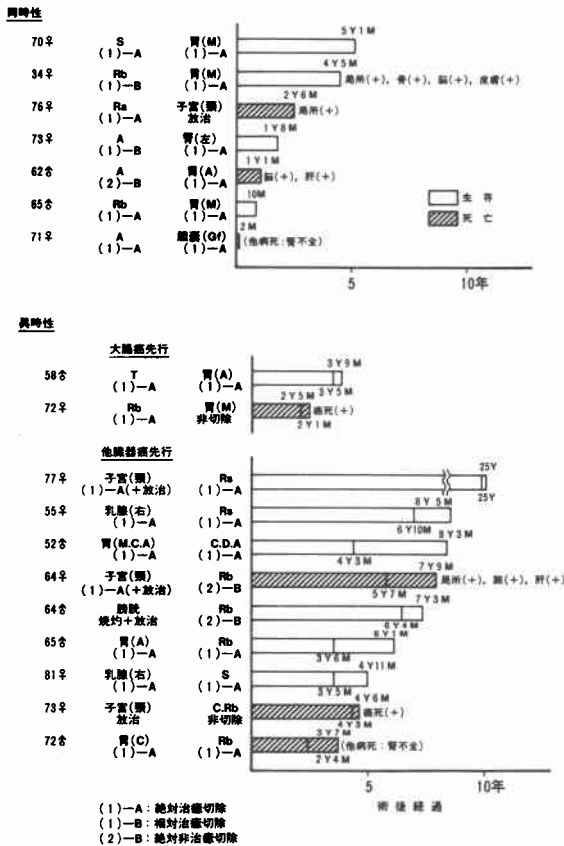 同時性
5Y1M
70♀ S 胃(M)
(1)—A (1)—A
4Y5M
34♀ Rb 胃(M) 局所(+), 骨(+), 脳(+), 皮膚(+)
(1)—B (1)—A
2Y6M
76♀ Rs 子宮(頸) 局所(+)
(1)—A 放治
1Y8M
73♀ A 腎(左)
(1)—B (1)—A
1Y1M
62♂ A 胃(A) 脳(+), 肝(+)
(2)—B (1)—A
生存
10M
65♂ Rb 胃(M)
(1)—A (1)—A
死亡
2M
71♀ A 胆嚢(Gf) (他病死:腎不全)
(1)—A (1)—A
5 10年
異時性
大腸癌先行
3Y9M
58♂ T 胃(A)
(1)—A (1)—A
3Y5M
2Y5M
72♀ Rb 胃(M) 癌死(+)
(1)—A 非切除
2Y1M
他臓器癌先行
25Y
77♀ 子宮(頸) Rs
(1)—A(+放治) (1)—A
25Y
8Y5M
55♀ 乳腺(右) Rs
(1)—A (1)—A
6Y10M
8Y3M
52♂ 胃(M.C.A) C.D.A
(1)—A (1)—A
4Y3M
7Y9M
64♀ 子宮(頸) Rb 局所(+), 肺(+), 肝(+)
(1)—A(+放治) (2)—B
5Y7M
7Y3M
64♂ 膀胱 Rb
焼灼+放治 (2)—B
6Y4M
6Y1M
65♂ 胃(A) Rb
(1)—A (1)—A
3Y6M
4Y11M
81♀ 乳腺(右) S
(1)—A (1)—A
3Y5M
4Y6M
73♀ 子宮(頸) C.Rb 癌死(+)
放治 非切除
4Y3M
3Y7M
72♂ 胃(C) Rb (他病死:腎不全)
(1)—A (1)—A
2Y4M
5 10年
術後経過
(1)—A:絶対治癒切除
(1)—B:相対治癒切除
(2)—B:絶対非治癒切除